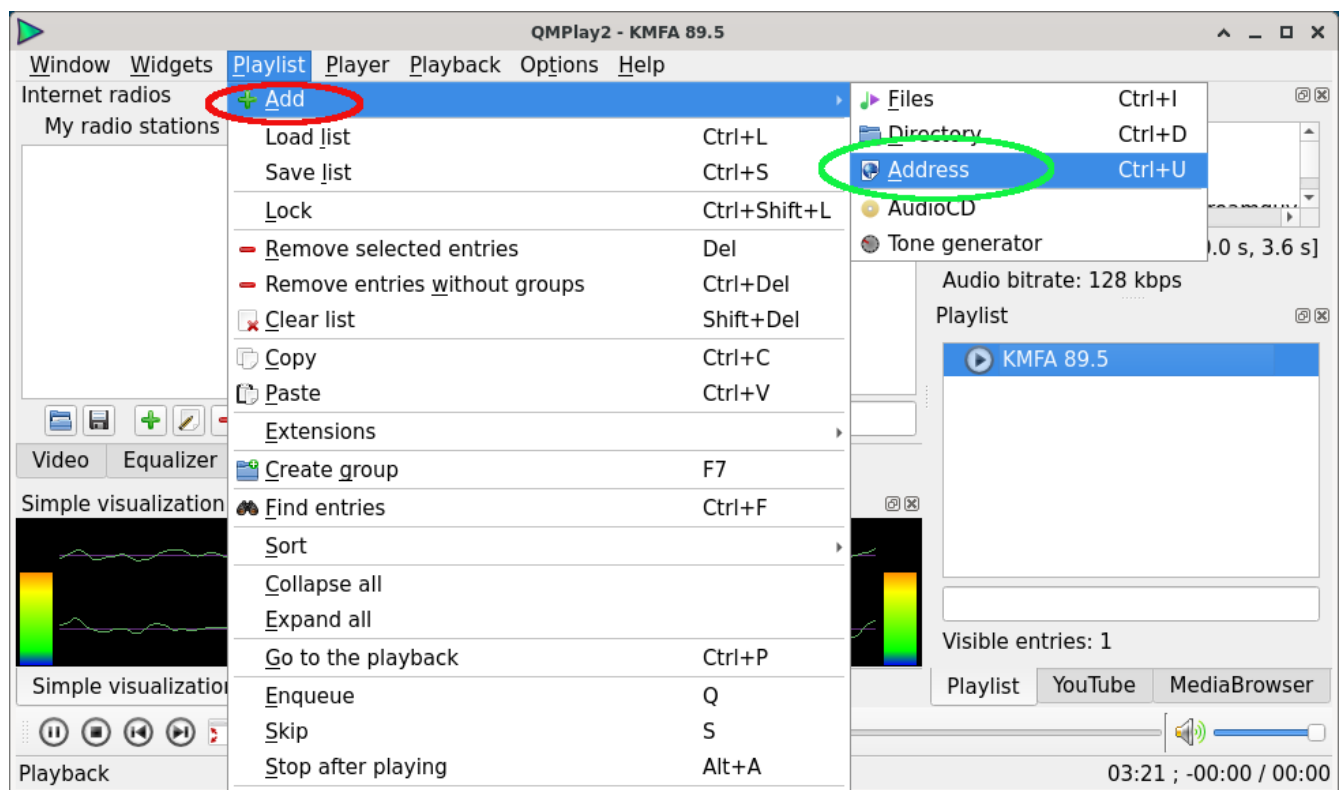 QMPlay2 - KMFA 89.5
Window Widgets Playlist Player Playback Options Help
Internet radios
My radio stations
Add
Load list Ctrl+L
Save list Ctrl+S
Lock Ctrl+Shift+L
Remove selected entries Del
Remove entries without groups Ctrl+Del
Clear list Shift+Del
Copy Ctrl+C
Paste Ctrl+V
Extensions
Create group F7
Find entries Ctrl+F
Sort
Collapse all
Expand all
Go to the playback Ctrl+P
Enqueue Q
Skip S
Stop after playing Alt+A
Files Ctrl+I
Directory Ctrl+D
Address Ctrl+U
AudioCD
Tone generator
.0 s, 3.6 s]
Audio bitrate: 128 kbps
Playlist
KMFA 89.5
Visible entries: 1
Playlist YouTube MediaBrowser
Video Equalizer
Simple visualization
Simple visualization
Playback
03:21 ; -00:00 / 00:00